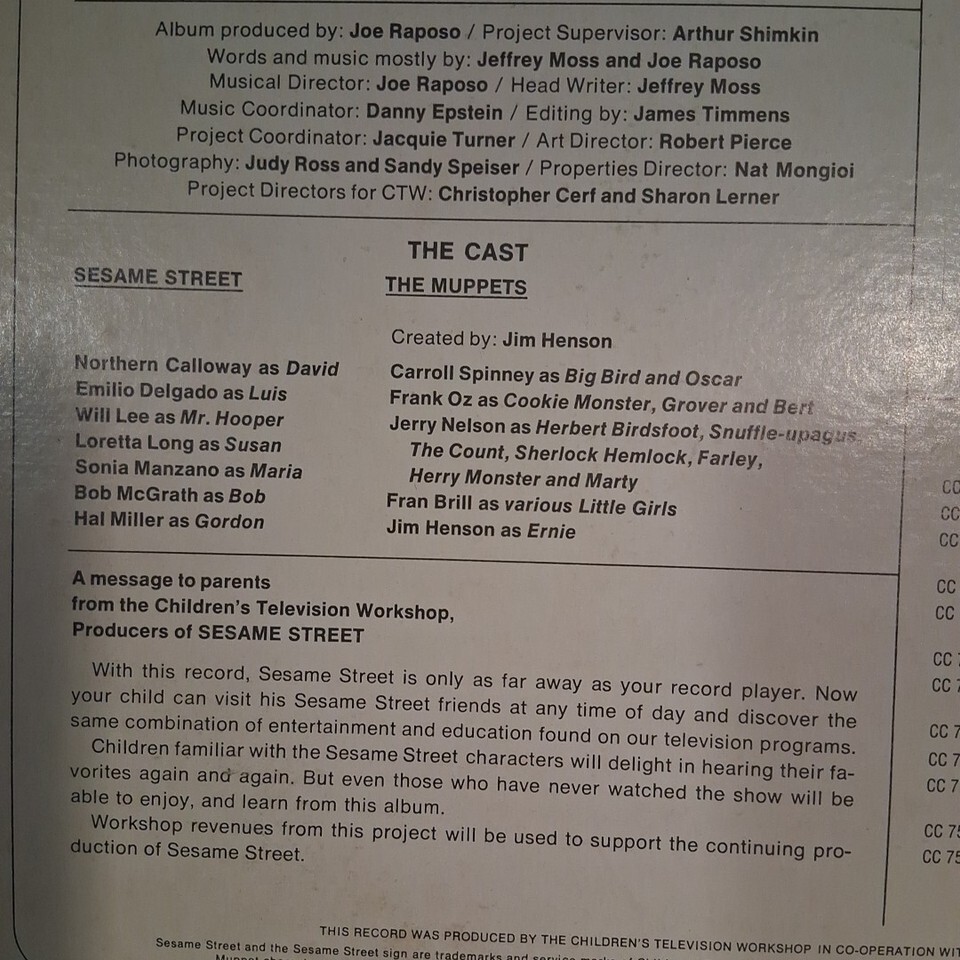 Album produced by: Joe Raposo / Project Supervisor: Arthur Shimkin
Words and music mostly by: Jeffrey Moss and Joe Raposo
Musical Director: Joe Raposo / Head Writer: Jeffrey Moss
Music Coordinator: Danny Epstein / Editing by: James Timmens
Project Coordinator: Jacquie Turner / Art Director: Robert Pierce
Photography: Judy Ross and Sandy Speiser / Properties Director: Nat Mongioi
Project Directors for CTW: Christopher Cerf and Sharon Lerner
THE CAST
SESAME STREET
Northern Calloway as David
Emilio Delgado as Luis
Will Lee as Mr. Hooper
Loretta Long as Susan
Sonia Manzano as Maria
Bob McGrath as Bob
Hal Miller as Gordon
THE MUPPETS
Created by: Jim Henson
Carroll Spinney as Big Bird and Oscar
Frank Oz as Cookie Monster, Grover and Bert
Jerry Nelson as Herbert Birdsfoot, Snuffle-upagus,
The Count, Sherlock Hemlock, Farley,
Herry Monster and Marty
Fran Brill as various Little Girls
Jim Henson as Ernie
A message to parents
from the Children's Television Workshop,
Producers of SESAME STREET
With this record, Sesame Street is only as far away as your record player. Now
your child can visit his Sesame Street friends at any time of day and discover the
same combination of entertainment and education found on our television programs.
Children familiar with the Sesame Street characters will delight in hearing their fa-
vorites again and again. But even those who have never watched the show will be
able to enjoy, and learn from this album.
Workshop revenues from this project will be used to support the continuing pro-
duction of Sesame Street.
THIS RECORD WAS PRODUCED BY THE CHILDREN'S TELEVISION WORKSHOP IN CO-OPERATION
Sesame Street and the Sesame Street sign are trademarks and service marks of
CC
CC
CC
CC
CC
CC 7
CC 7
CC 7
CC 7
CC 7
CC 75
CC 75